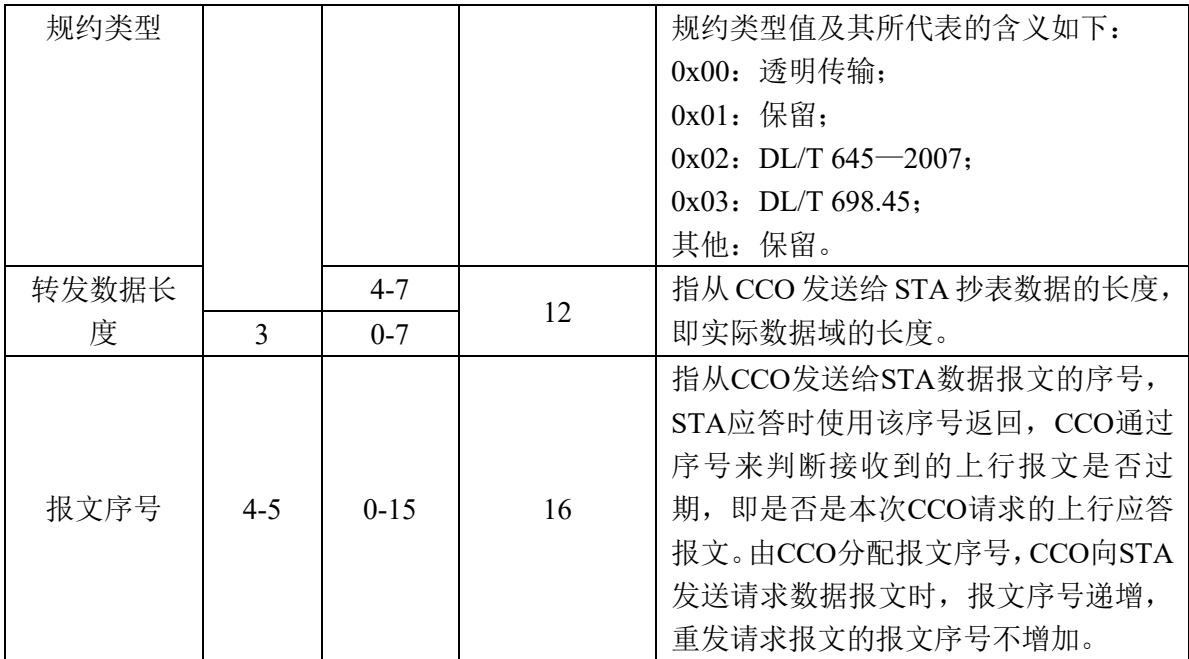 规约类型
规约类型值及其所代表的含义如下：
0x00：透明传输；
0x01：保留；
0x02：DL/T 645—2007；
0x03：DL/T 698.45；
其他：保留。
转发数据长
度
4-7
3
0-7
12
指从 CCO 发送给 STA 抄表数据的长度，
即实际数据域的长度。
报文序号
4-5
0-15
16
指从CCO发送给STA数据报文的序号，
STA应答时使用该序号返回，CCO通过
序号来判断接收到的上行报文是否过
期，即是否是本次CCO请求的上行应答
报文。由CCO分配报文序号，CCO向STA
发送请求数据报文时，报文序号递增，
重发请求报文的报文序号不增加。